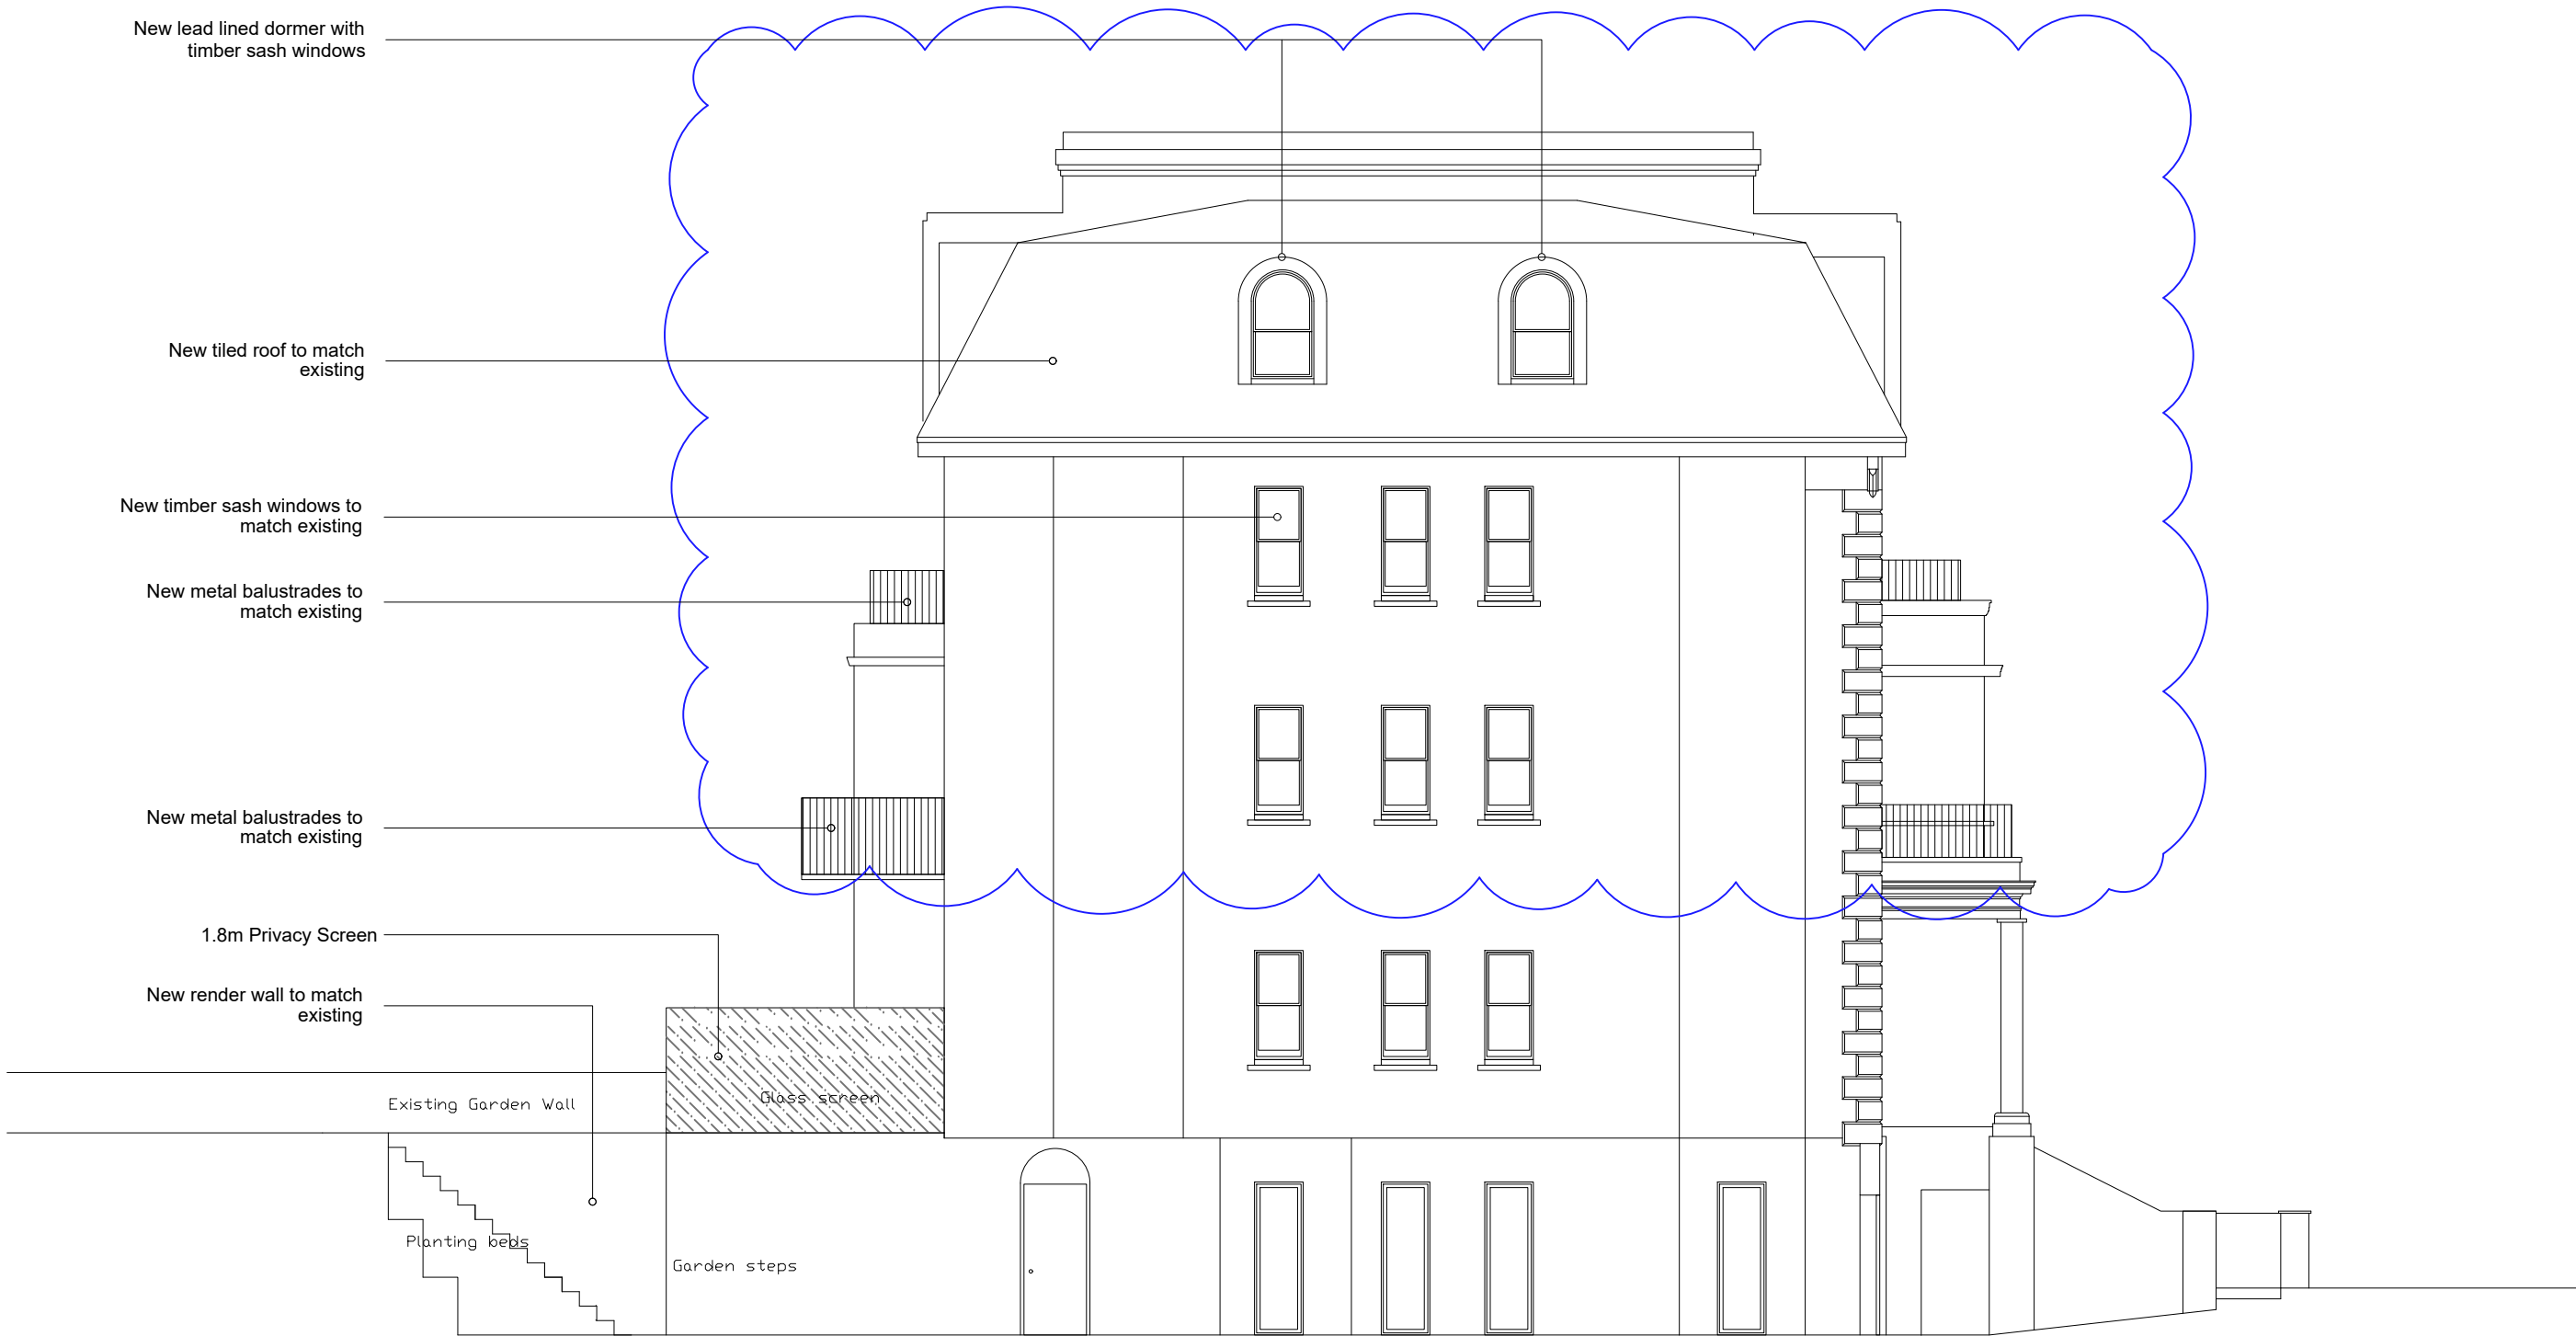 New lead lined dormer with
timber sash windows
New tiled roof to match
existing
New timber sash windows to
match existing
New metal balustrades to
match existing
New metal balustrades to
match existing
1.8m Privacy Screen
New render wall to match
existing
Glass screen
Existing Garden Wall
Planting beds
Garden steps